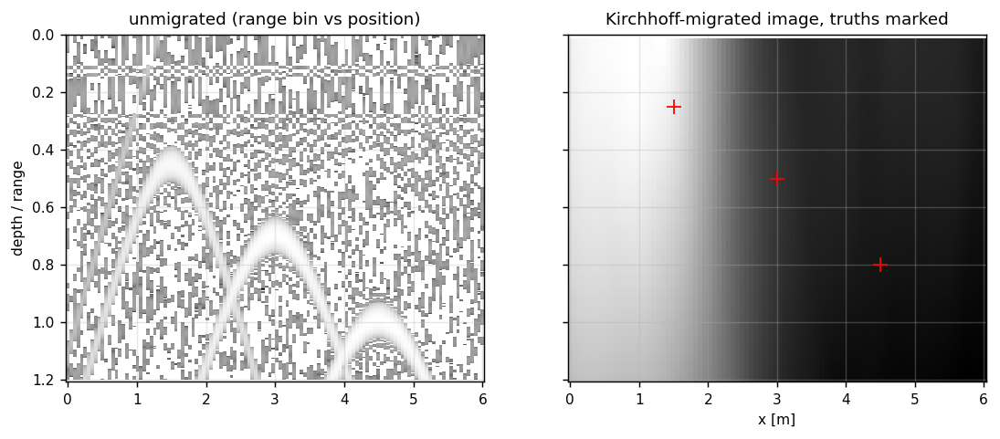 unmigrated (range bin vs position)
Kirchhoff-migrated image, truths marked
depth / range
0.0
0.2
0.4
0.6
0.8
1.0
1.2
0 1 2 3 4 5 6
0 1 2 3 4 5 6
x [m]